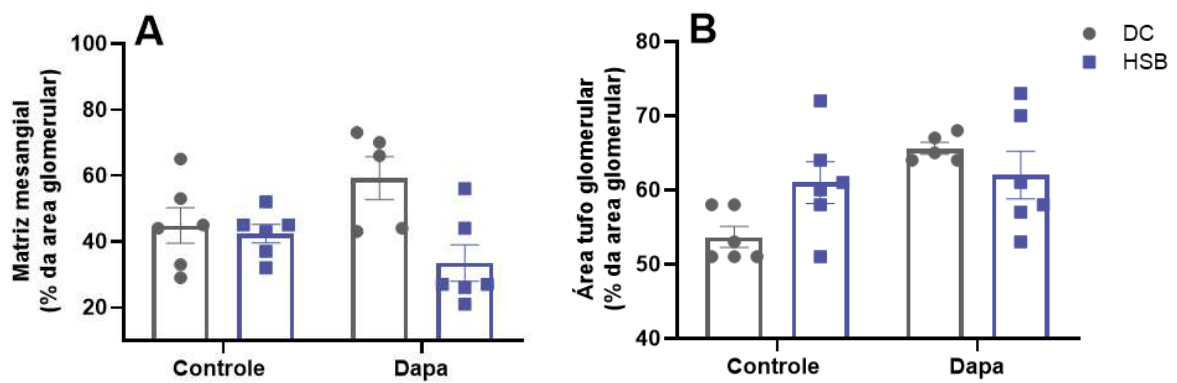 A
Matriz mesangial
(% da area glomerular)
100
80
60
40
20
Controle
Dapa
B
Área tufo glomerular
(% da area glomerular)
80
70
60
50
40
Controle
Dapa
DC
HSB